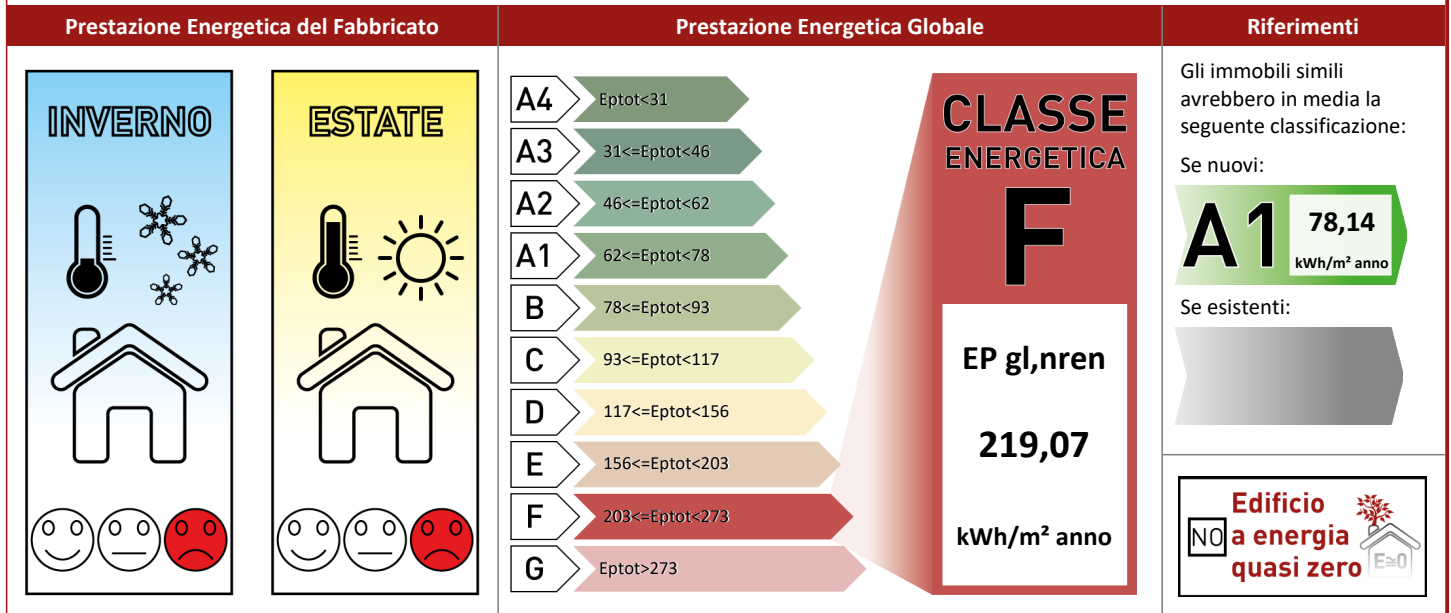 Prestazione Energetica del Fabbricato
Prestazione Energetica Globale
Riferimenti
INVERNO
ESTATE
A4 Eptot<31
A3 31<=Eptot<46
A2 46<=Eptot<62
A1 62<=Eptot<78
B 78<=Eptot<93
C 93<=Eptot<117
D 117<=Eptot<156
E 156<=Eptot<203
F 203<=Eptot<273
G Eptot>273
CLASSE
ENERGETICA
F
EP gl,nren
219,07
kWh/m² anno
Gli immobili simili
avrebbero in media la
seguente classificazione:
Se nuovi:
A1
78,14
kWh/m² anno
Se esistenti:
NO
Edificio
a energia
quasi zero
E≅0